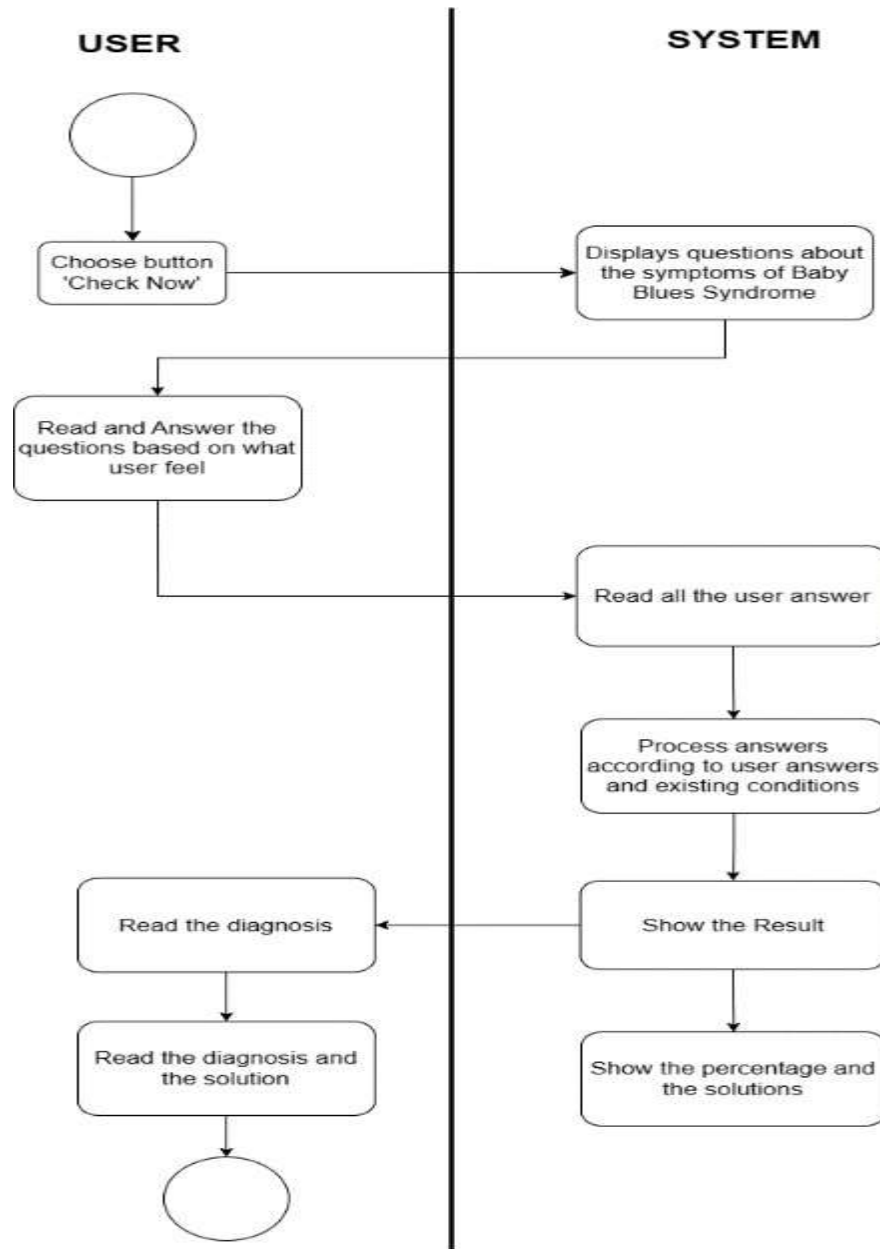 USER
SYSTEM
Choose button
'Check Now'
Displays questions about
the symptoms of Baby
Blues Syndrome
Read and Answer the
questions based on what
user feel
Read all the user answer
Process answers
according to user answers
and existing conditions
Show the Result
Read the diagnosis
Read the diagnosis and
the solution
Show the percentage and
the solutions